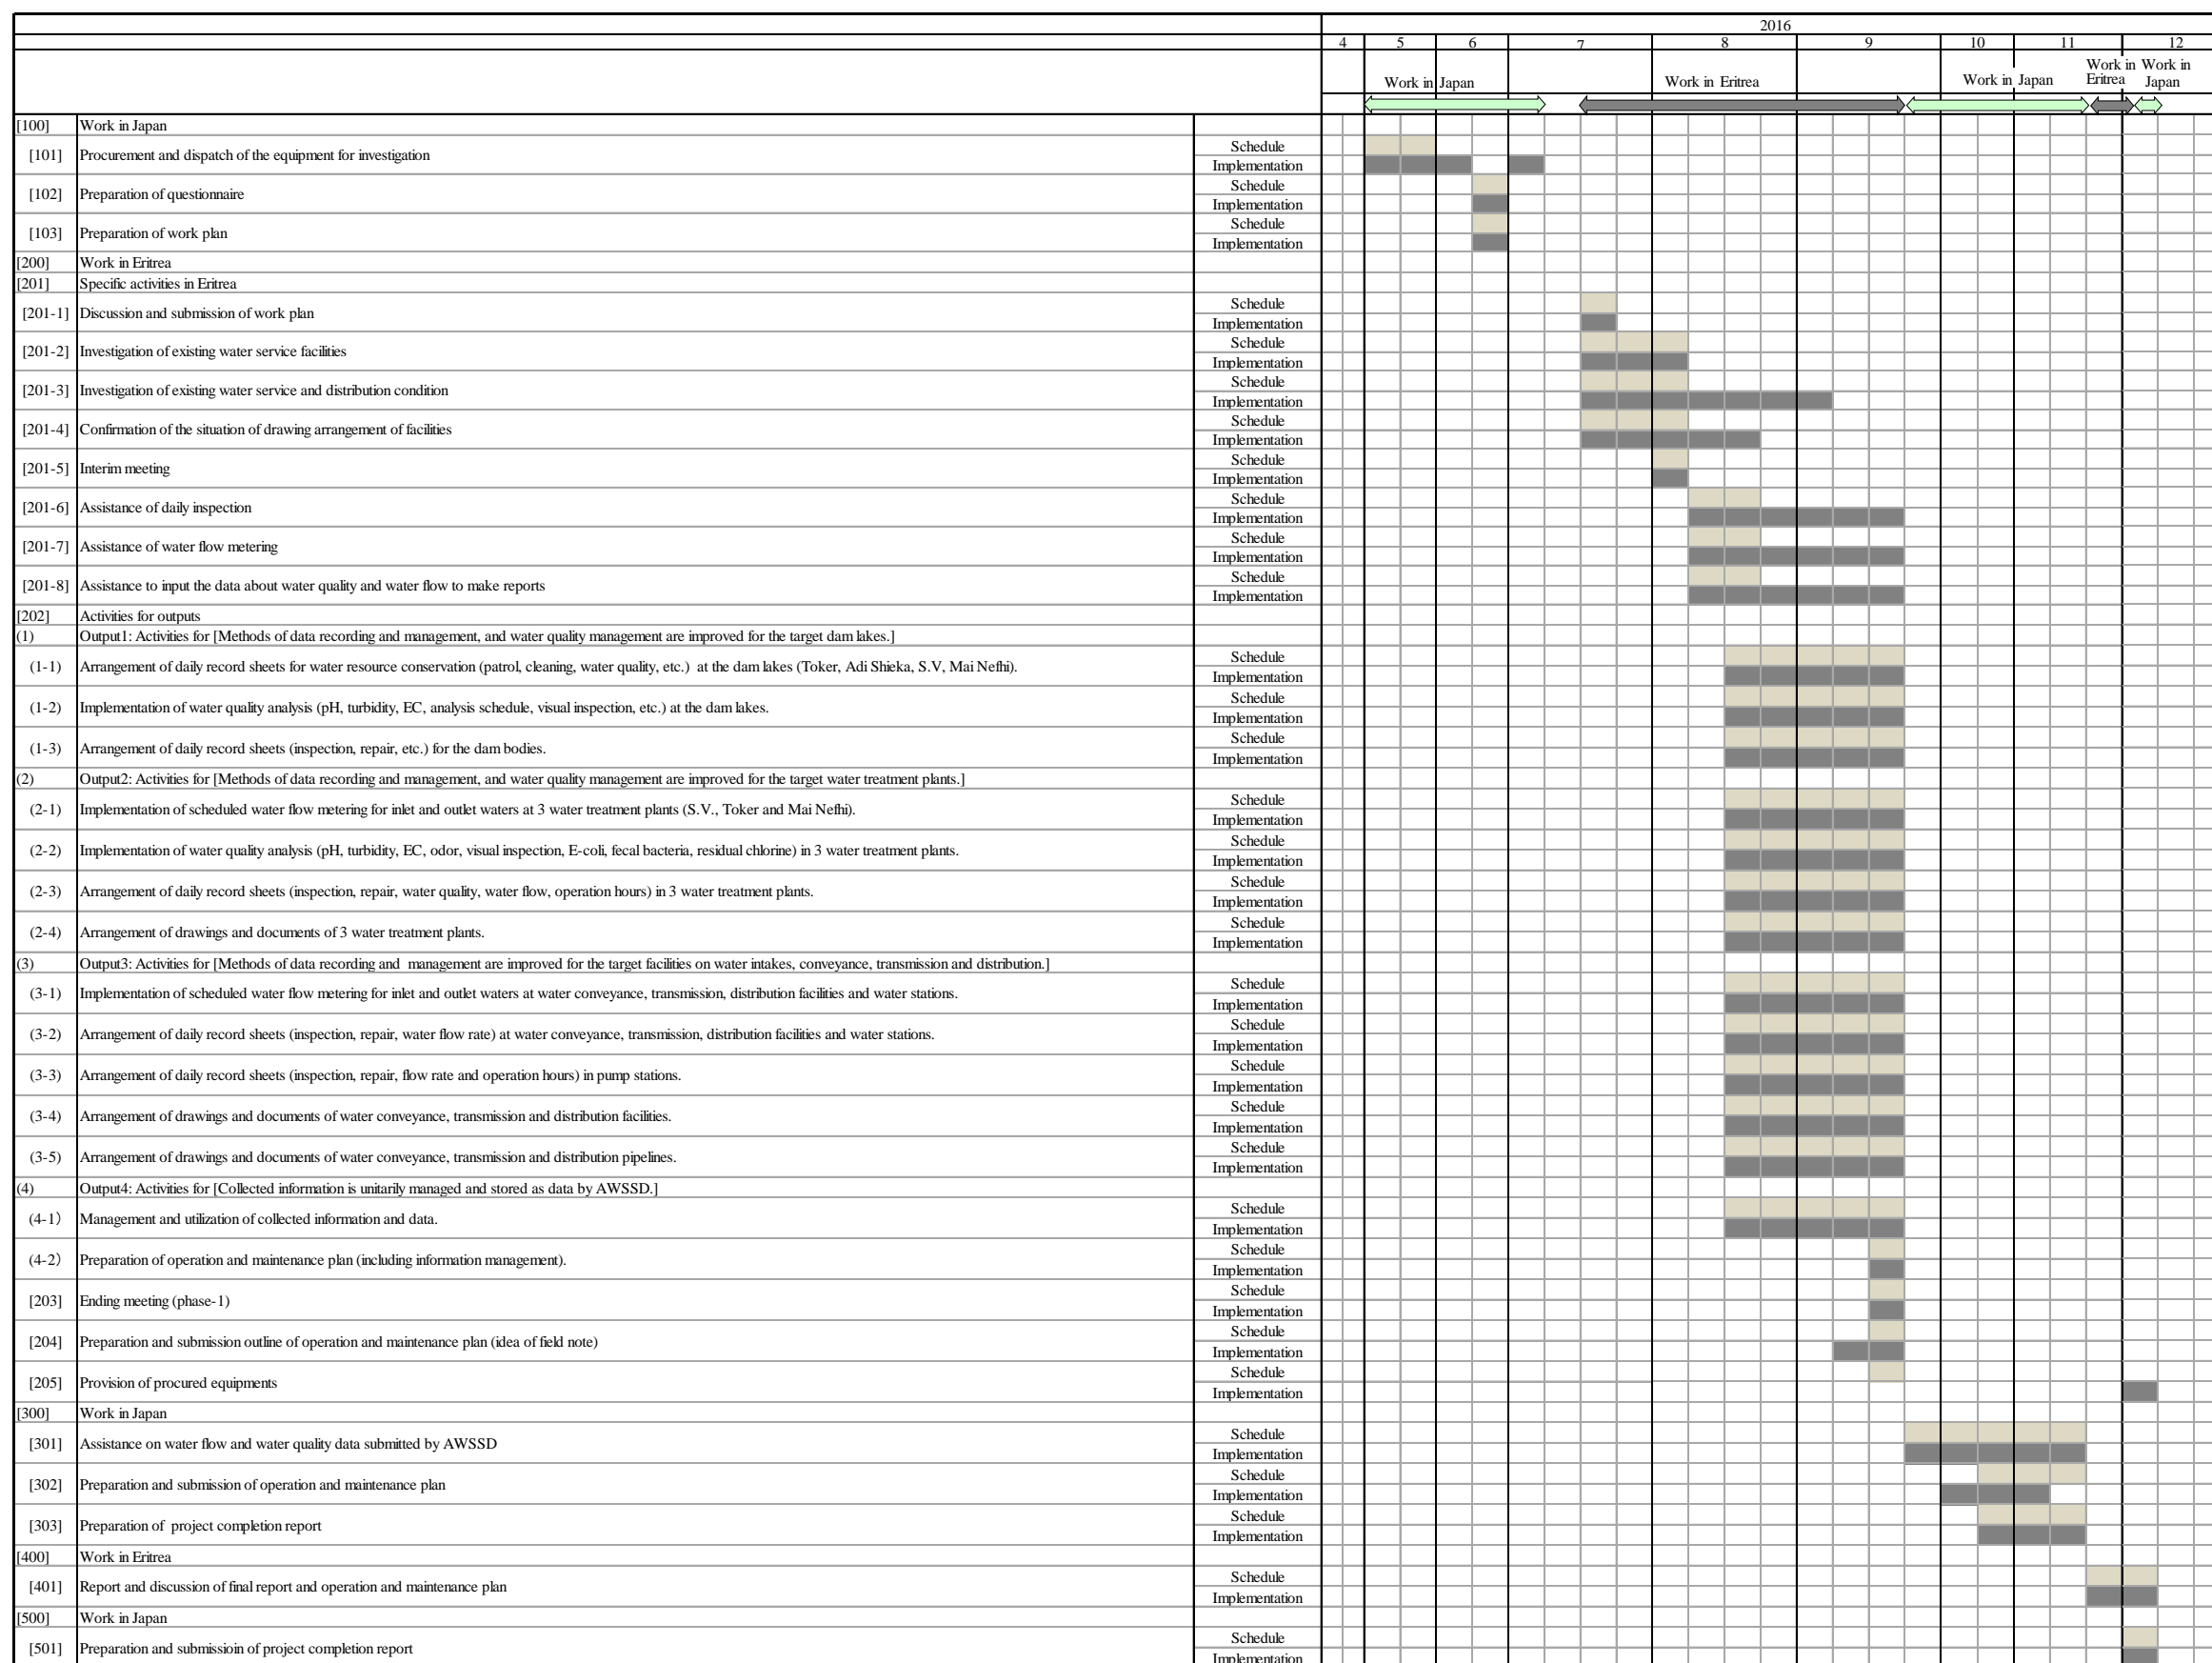 2016
4 5 6 7 8 9 10 11 12
Work in Japan Work in Eritrea Work in Japan Work in Eritrea Work in Japan
[100] Work in Japan
[101] Procurement and dispatch of the equipment for investigation Schedule
Implementation
[102] Preparation of questionnaire Schedule
Implementation
[103] Preparation of work plan Schedule
Implementation
[200] Work in Eritrea
[201] Specific activities in Eritrea
[201-1] Discussion and submission of work plan Schedule
Implementation
[201-2] Investigation of existing water service facilities Schedule
Implementation
[201-3] Investigation of existing water service and distribution condition Schedule
Implementation
[201-4] Confirmation of the situation of drawing arrangement of facilities Schedule
Implementation
[201-5] Interim meeting Schedule
Implementation
[201-6] Assistance of daily inspection Schedule
Implementation
[201-7] Assistance of water flow metering Schedule
Implementation
[201-8] Assistance to input the data about water quality and water flow to make reports Schedule
Implementation
[202] Activities for outputs
(1) Output1: Activities for [Methods of data recording and management, and water quality management are improved for the target dam lakes.]
(1-1) Arrangement of daily record sheets for water resource conservation (patrol, cleaning, water quality, etc.) at the dam lakes (Toker, Adi Shieka, S.V, Mai Nefhi). Schedule
Implementation
(1-2) Implementation of water quality analysis (pH, turbidity, EC, analysis schedule, visual inspection, etc.) at the dam lakes. Schedule
Implementation
(1-3) Arrangement of daily record sheets (inspection, repair, etc.) for the dam bodies. Schedule
Implementation
(2) Output2: Activities for [Methods of data recording and management, and water quality management are improved for the target water treatment plants.]
(2-1) Implementation of scheduled water flow metering for inlet and outlet waters at 3 water treatment plants (S.V., Toker and Mai Nefhi). Schedule
Implementation
(2-2) Implementation of water quality analysis (pH, turbidity, EC, odor, visual inspection, E-coli, fecal bacteria, residual chlorine) in 3 water treatment plants. Schedule
Implementation
(2-3) Arrangement of daily record sheets (inspection, repair, water quality, water flow, operation hours) in 3 water treatment plants. Schedule
Implementation
(2-4) Arrangement of drawings and documents of 3 water treatment plants. Schedule
Implementation
(3) Output3: Activities for [Methods of data recording and management are improved for the target facilities on water intakes, conveyance, transmission and distribution.]
(3-1) Implementation of scheduled water flow metering for inlet and outlet waters at water conveyance, transmission, distribution facilities and water stations. Schedule
Implementation
(3-2) Arrangement of daily record sheets (inspection, repair, water flow rate) at water conveyance, transmission, distribution facilities and water stations. Schedule
Implementation
(3-3) Arrangement of daily record sheets (inspection, repair, flow rate and operation hours) in pump stations. Schedule
Implementation
(3-4) Arrangement of drawings and documents of water conveyance, transmission and distribution facilities. Schedule
Implementation
(3-5) Arrangement of drawings and documents of water conveyance, transmission and distribution pipelines. Schedule
Implementation
(4) Output4: Activities for [Collected information is unitarily managed and stored as data by AWSSD.]
(4-1) Management and utilization of collected information and data. Schedule
Implementation
(4-2) Preparation of operation and maintenance plan (including information management). Schedule
Implementation
[203] Ending meeting (phase-1) Schedule
Implementation
[204] Preparation and submission outline of operation and maintenance plan (idea of field note) Schedule
Implementation
[205] Provision of procured equipments Schedule
Implementation
[300] Work in Japan
[301] Assistance on water flow and water quality data submitted by AWSSD Schedule
Implementation
[302] Preparation and submission of operation and maintenance plan Schedule
Implementation
[303] Preparation of project completion report Schedule
Implementation
[400] Work in Eritrea
[401] Report and discussion of final report and operation and maintenance plan Schedule
Implementation
[500] Work in Japan
[501] Preparation and submissioin of project completion report Schedule
Implementation